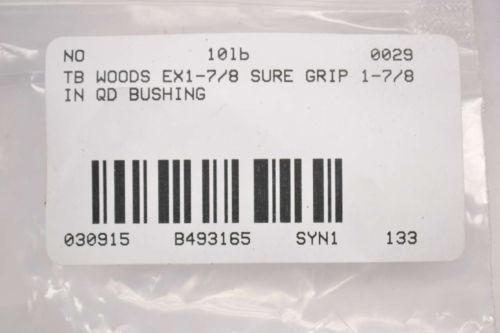 NO 10lb 0029
TB WOODS EX1-7/8 SURE GRIP 1-7/8
IN QD BUSHING
030915 B493165 SYN1 133